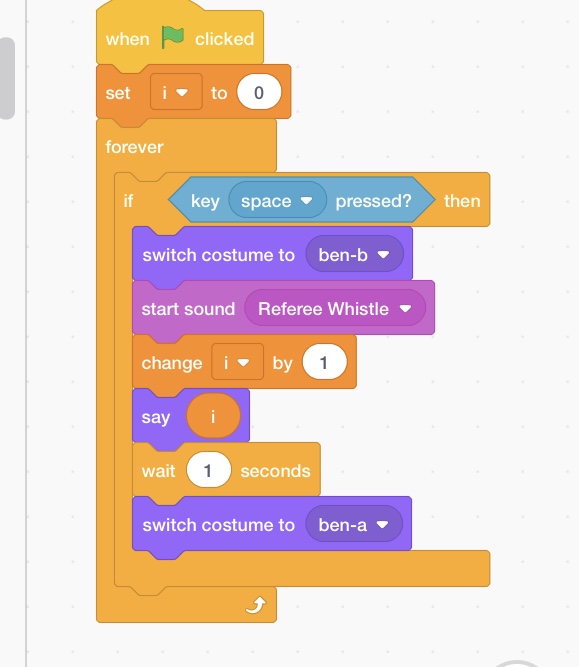 when clicked
set i to 0
forever
if key space pressed? then
switch costume to ben-b
start sound Referee Whistle
change i by 1
say i
wait 1 seconds
switch costume to ben-a